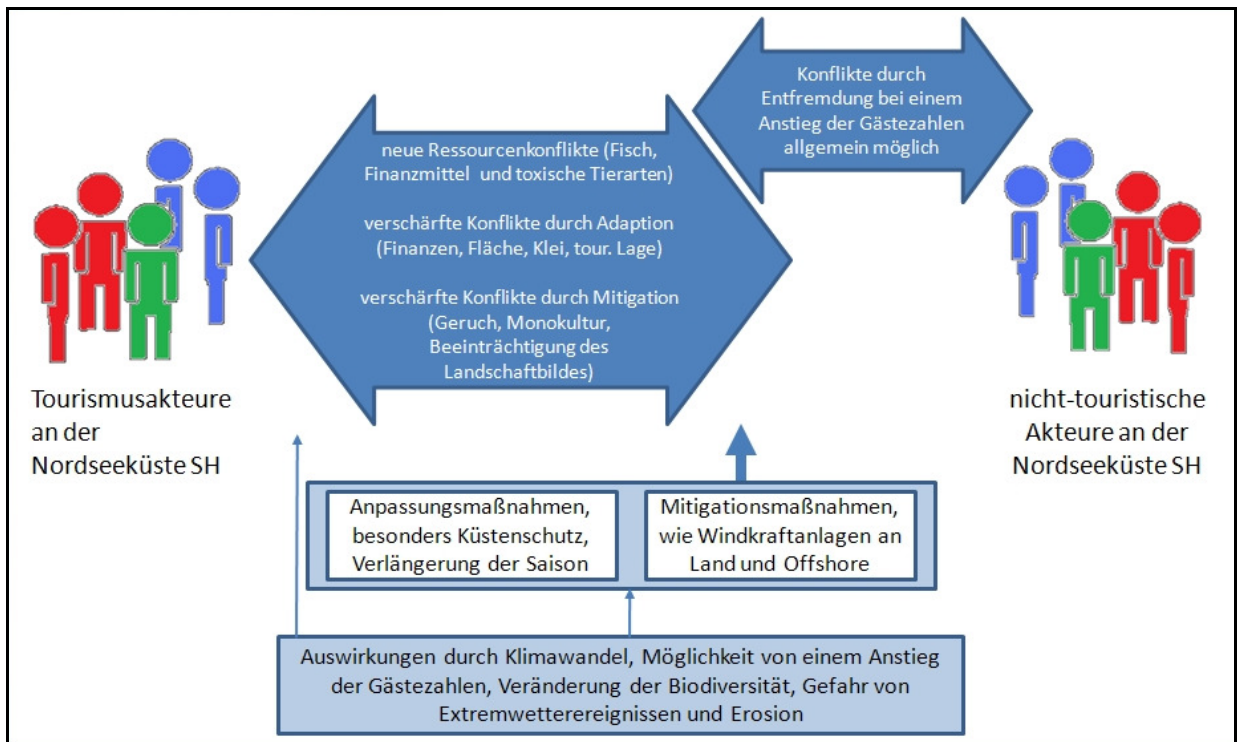 Konflikte durch
Entfremdung bei einem
Anstieg der Gästezahlen
allgemein möglich
neue Ressourcenkonflikte (Fisch,
Finanzmittel und toxische Tierarten)
verschärfte Konflikte durch Adaption
(Finanzen, Fläche, Klei, tour. Lage)
verschärfte Konflikte durch Mitigation
(Geruch, Monokultur,
Beeinträchtigung des
Landschaftbildes)
Tourismusakteure
an der
Nordseeküste SH
nicht-touristische
Akteure an der
Nordseeküste SH
Anpassungsmaßnahmen,
besonders Küstenschutz,
Verlängerung der Saison
Mitigationsmaßnahmen,
wie Windkraftanlagen an
Land und Offshore
Auswirkungen durch Klimawandel, Möglichkeit von einem Anstieg
der Gästezahlen, Veränderung der Biodiversität, Gefahr von
Extremwetterereignissen und Erosion